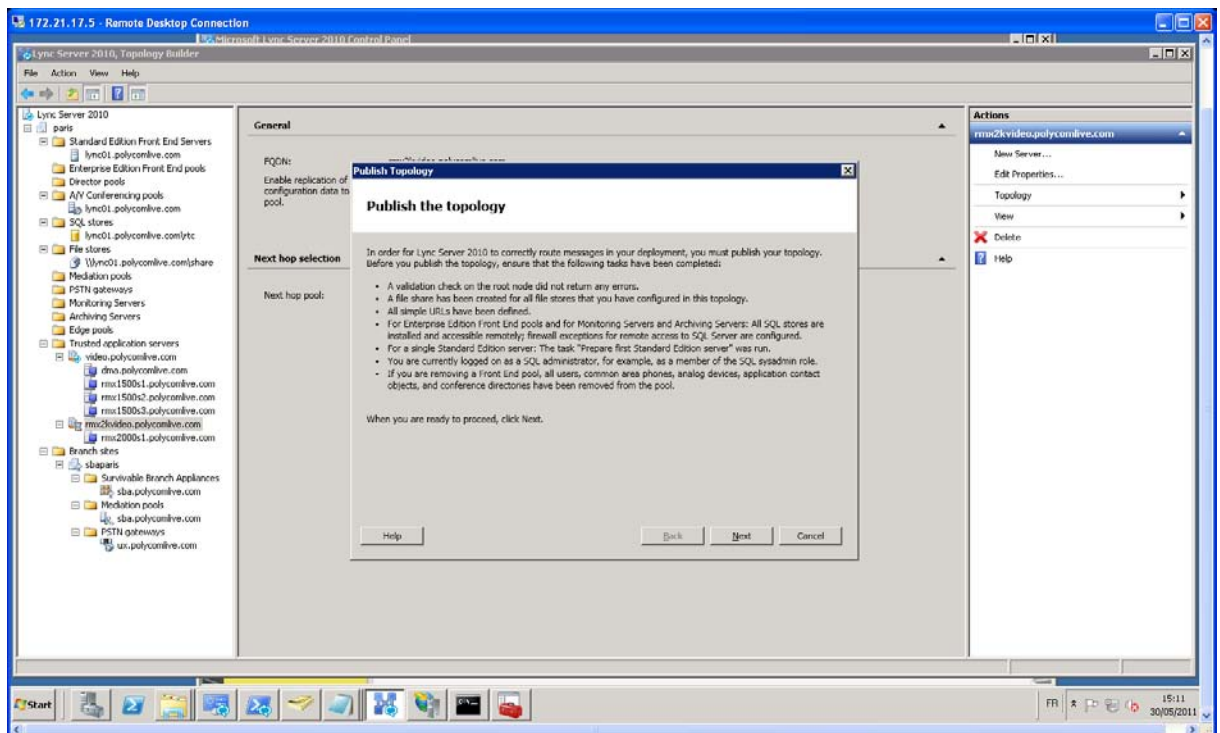 172.21.17.5 - Remote Desktop Connection
Microsoft Lync Server 2010 Control Panel
Lync Server 2010, Topology Builder
File Action View Help
Lync Server 2010
paris
Standard Edition Front End Servers
lync01.polycomlive.com
Enterprise Edition Front End pools
Director pools
A/V Conferencing pools
lync01.polycomlive.com
SQL stores
lync01.polycomlive.com\rtc
File stores
\\lync01.polycomlive.com\share
Mediation pools
PSTN gateways
Monitoring Servers
Archiving Servers
Edge pools
Trusted application servers
video.polycomlive.com
dma.polycomlive.com
rmx1500s1.polycomlive.com
rmx1500s2.polycomlive.com
rmx1500s3.polycomlive.com
rmx2kvideo.polycomlive.com
rmx2000s1.polycomlive.com
Branch sites
sbaparis
Survivable Branch Appliances
sba.polycomlive.com
Mediation pools
sba.polycomlive.com
PSTN gateways
ux.polycomlive.com
General
FQDN:
Enable replication of
configuration data to
pool.
Next hop selection
Next hop pool:
Publish Topology
Publish the topology
In order for Lync Server 2010 to correctly route messages in your deployment, you must publish your topology.
Before you publish the topology, ensure that the following tasks have been completed:
• A validation check on the root node did not return any errors.
• A file share has been created for all file stores that you have configured in this topology.
• All simple URLs have been defined.
• For Enterprise Edition Front End pools and for Monitoring Servers and Archiving Servers: All SQL stores are
installed and accessible remotely; firewall exceptions for remote access to SQL Server are configured.
• For a single Standard Edition server: The task "Prepare first Standard Edition server" was run.
• You are currently logged on as a SQL administrator, for example, as a member of the SQL sysadmin role.
• If you are removing a Front End pool, all users, common area phones, analog devices, application contact
objects, and conference directories have been removed from the pool.
When you are ready to proceed, click Next.
Help Back Next Cancel
Actions
rmx2kvideo.polycomlive.com
New Server...
Edit Properties...
Topology
View
Delete
Help
Start
FR
15:11
30/05/2011